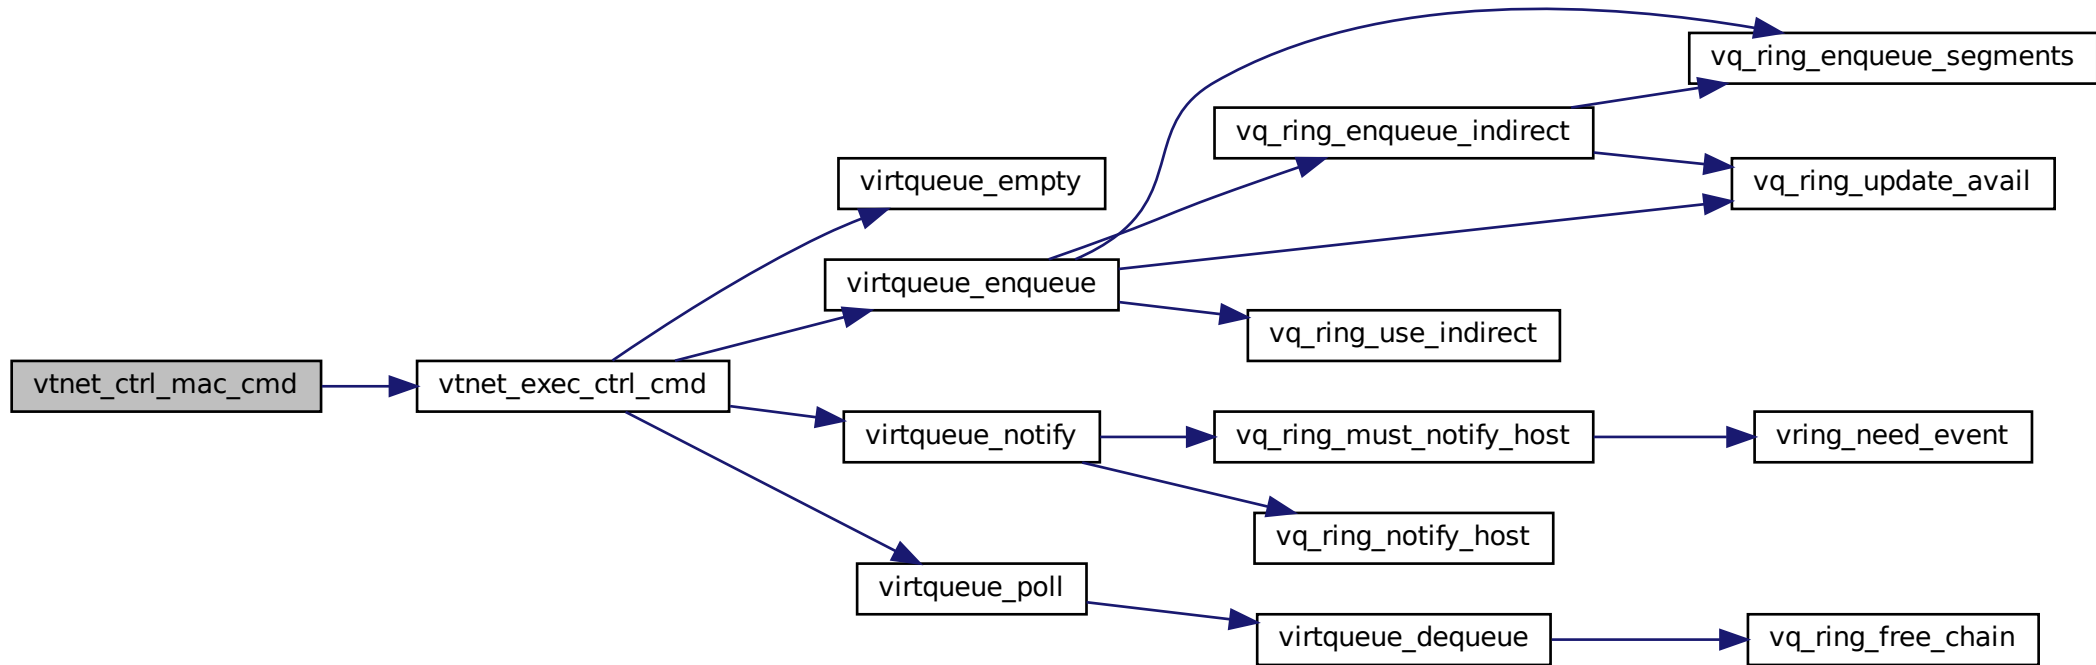 vtnet_ctrl_mac_cmd
vtnet_exec_ctrl_cmd
virtqueue_empty
virtqueue_enqueue
virtqueue_notify
virtqueue_poll
vq_ring_enqueue_indirect
vq_ring_use_indirect
vq_ring_must_notify_host
vq_ring_notify_host
virtqueue_dequeue
vq_ring_enqueue_segments
vq_ring_update_avail
vring_need_event
vq_ring_free_chain